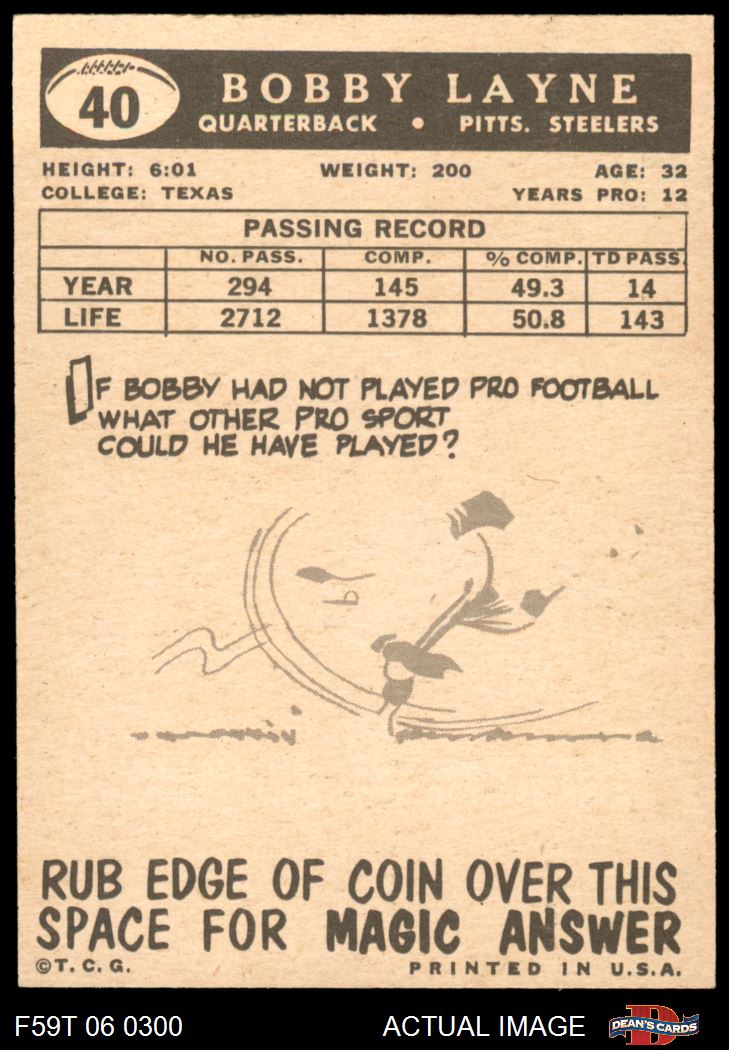 40
BOBBY LAYNE
QUARTERBACK • PITTS. STEELERS
HEIGHT: 6:01 WEIGHT: 200 AGE: 32
COLLEGE: TEXAS YEARS PRO: 12
PASSING RECORD
NO. PASS. COMP. % COMP. TD PASS.
YEAR 294 145 49.3 14
LIFE 2712 1378 50.8 143
IF BOBBY HAD NOT PLAYED PRO FOOTBALL
WHAT OTHER PRO SPORT
COULD HE HAVE PLAYED?
RUB EDGE OF COIN OVER THIS
SPACE FOR MAGIC ANSWER
©T.C.G. PRINTED IN U.S.A.
F59T 06 0300 ACTUAL IMAGE D DEAN'S CARDS